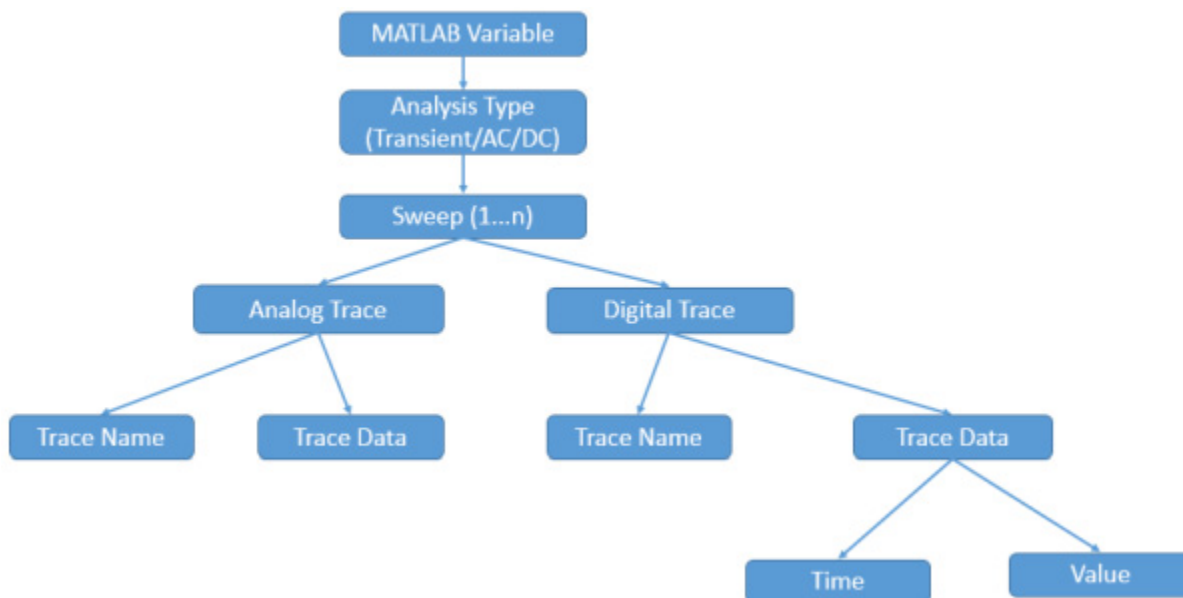 MATLAB Variable
Analysis Type
(Transient/AC/DC)
Sweep (1...n)
Analog Trace
Digital Trace
Trace Name
Trace Data
Trace Name
Trace Data
Time
Value